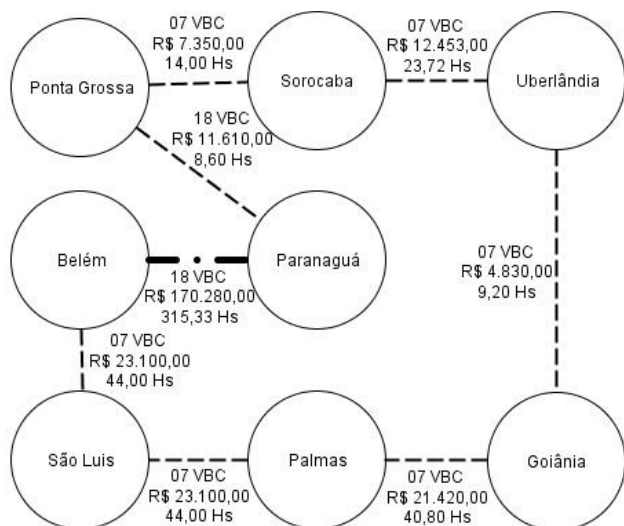 07 VBC
R$ 7.350,00
14,00 Hs
07 VBC
R$ 12.453,00
23,72 Hs
Ponta Grossa
Sorocaba
Uberlândia
18 VBC
R$ 11.610,00
8,60 Hs
Belém
Paranaguá
18 VBC
R$ 170.280,00
315,33 Hs
07 VBC
R$ 4.830,00
9,20 Hs
07 VBC
R$ 23.100,00
44,00 Hs
São Luis
Palmas
Goiânia
07 VBC
R$ 23.100,00
44,00 Hs
07 VBC
R$ 21.420,00
40,80 Hs